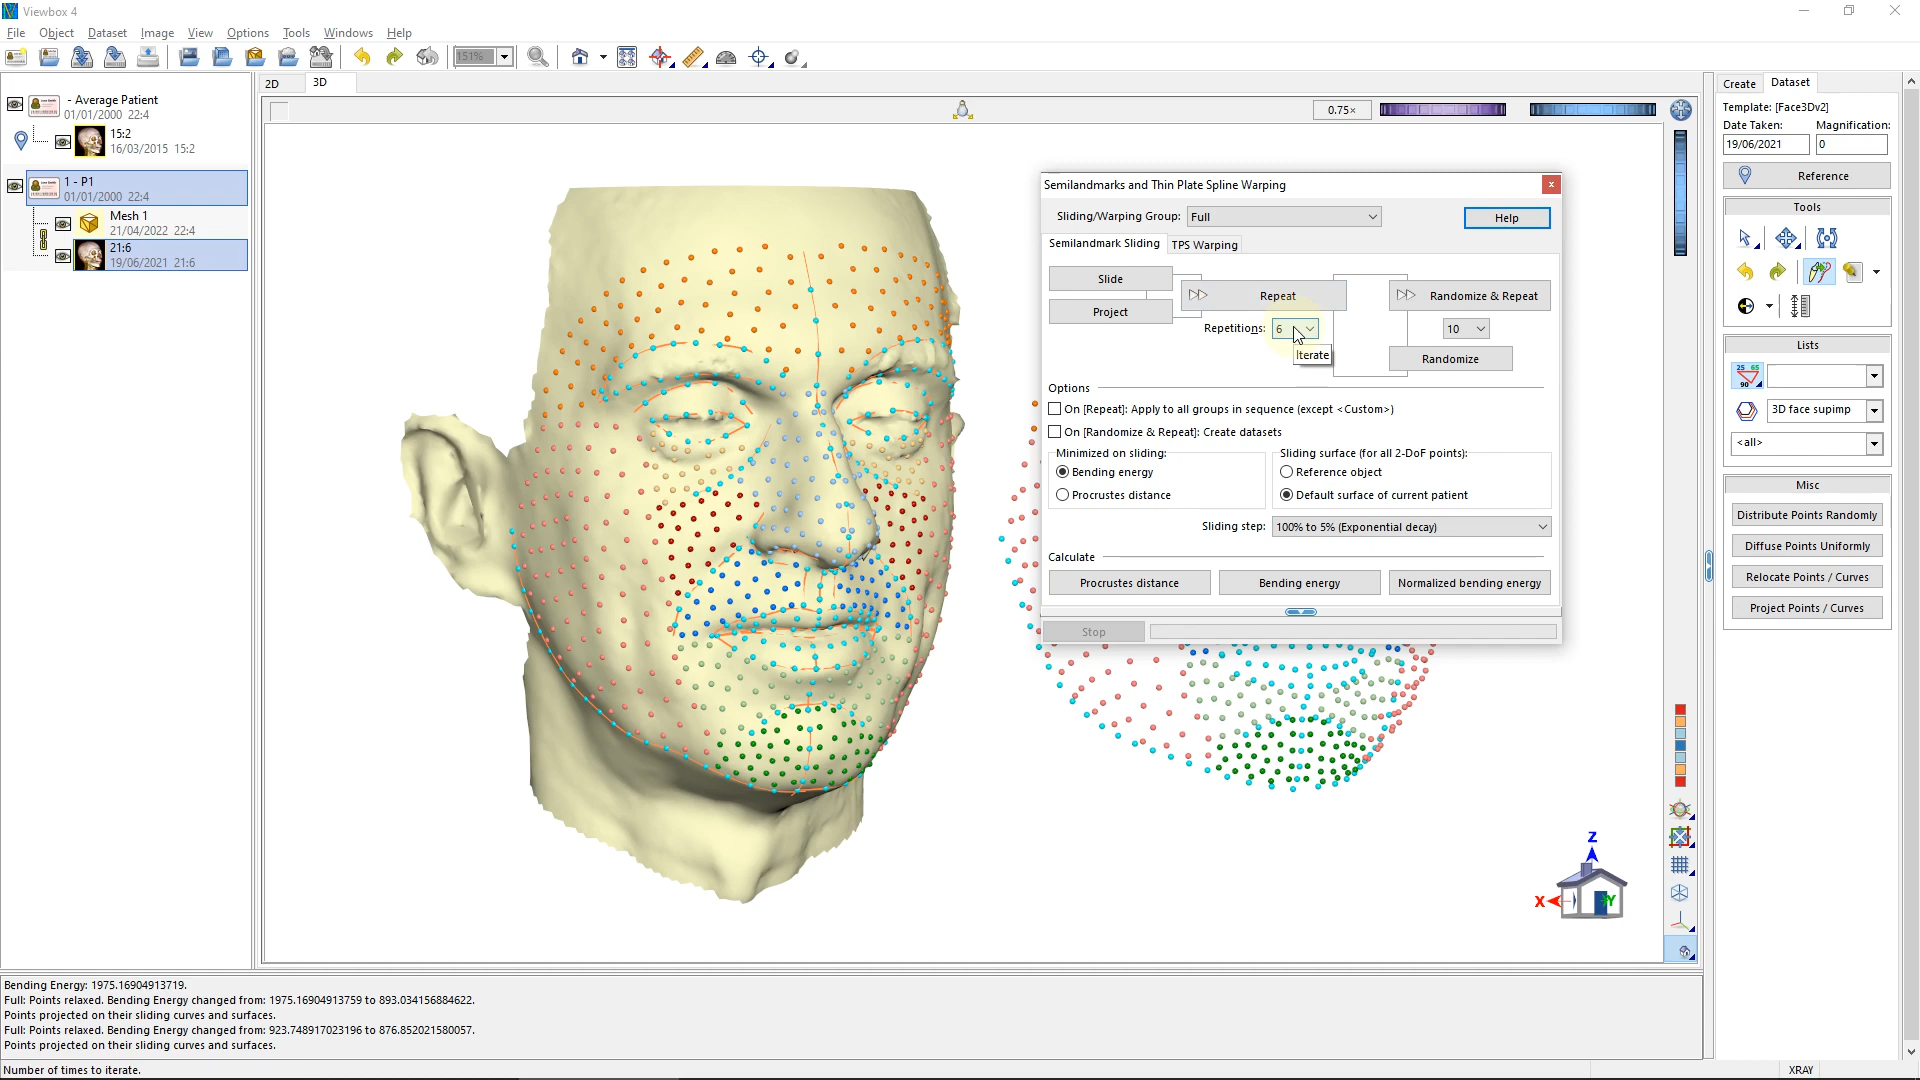 Viewbox 4
File Object Dataset Image View Options Tools Windows Help
151%
- Average Patient
01/01/2000 22:4
15:2
16/03/2015 15:2
1 - P1
01/01/2000 22:4
Mesh 1
21/04/2022 22:4
21:6
19/06/2021 21:6
2D 3D
0.75×
Semilandmarks and Thin Plate Spline Warping
Sliding/Warping Group: Full
Help
Semilandmark Sliding TPS Warping
Slide
Project
Repeat
Randomize & Repeat
Repetitions: 6
10
Iterate
Randomize
Options
On [Repeat]: Apply to all groups in sequence (except <Custom>)
On [Randomize & Repeat]: Create datasets
Minimized on sliding:
Bending energy
Procrustes distance
Sliding surface (for all 2-DoF points):
Reference object
Default surface of current patient
Sliding step: 100% to 5% (Exponential decay)
Calculate
Procrustes distance
Bending energy
Normalized bending energy
Stop
Z
X
Y
Create Dataset
Template: [Face3Dv2]
Date Taken: Magnification:
19/06/2021 0
Reference
Tools
Lists
25 65
90
3D face supimp
<all>
Misc
Distribute Points Randomly
Diffuse Points Uniformly
Relocate Points / Curves
Project Points / Curves
Bending Energy: 1975.16904913719.
Full: Points relaxed. Bending Energy changed from: 1975.16904913759 to 893.034156884622.
Points projected on their sliding curves and surfaces.
Full: Points relaxed. Bending Energy changed from: 923.748917023196 to 876.852021580057.
Points projected on their sliding curves and surfaces.
Number of times to iterate.
XRAY